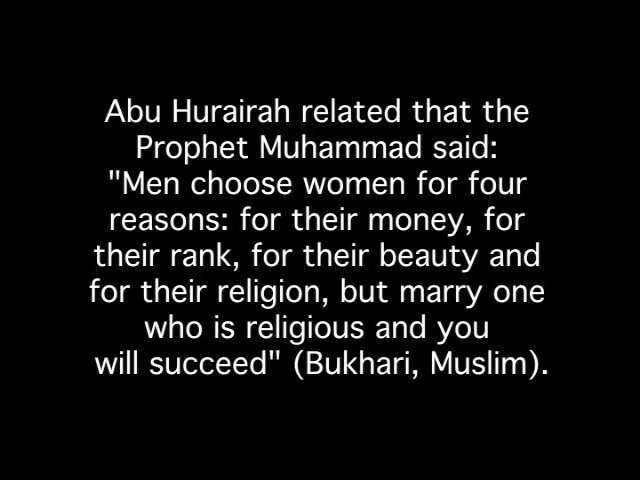 Abu Hurairah related that the
Prophet Muhammad said:
"Men choose women for four
reasons: for their money, for
their rank, for their beauty and
for their religion, but marry one
who is religious and you
will succeed" (Bukhari, Muslim).